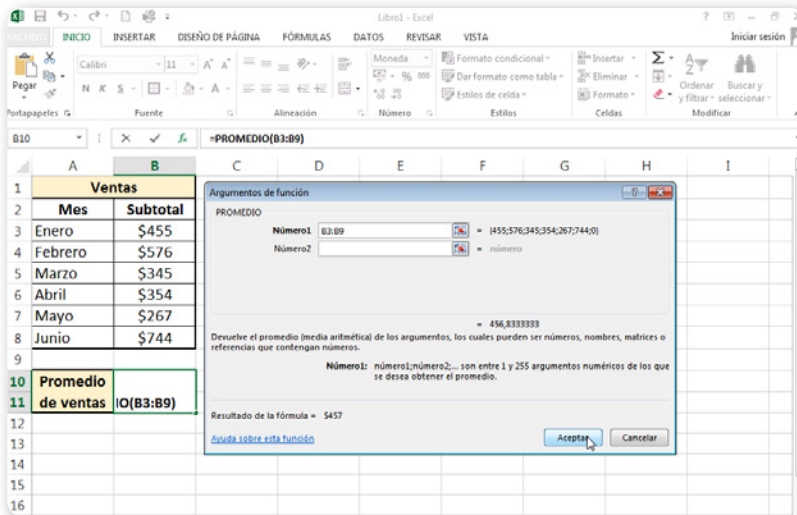 Libro1 - Excel
ARCHIVO INICIO INSERTAR DISEÑO DE PÁGINA FÓRMULAS DATOS REVISAR VISTA Iniciar sesión
Pegar
Calibri 11
N K S
Moneda
% 000
Formato condicional
Dar formato como tabla
Estilos de celda
Insertar
Eliminar
Formato
Ordenar y filtrar
Buscar y seleccionar
Portapapeles Fuente Alineación Número Estilos Celdas Modificar
B10 fx =PROMEDIO(B3:B9)
A B C D E F G H I
1 Ventas
2 Mes Subtotal
3 Enero $455
4 Febrero $576
5 Marzo $345
6 Abril $354
7 Mayo $267
8 Junio $744
9
10 Promedio
11 de ventas IO(B3:B9)
12
13
14
15
16
Argumentos de función
PROMEDIO
Número1 B3:B9 = {455;576;345;354;267;744;0}
Número2 = número
= 456,8333333
Devuelve el promedio (media aritmética) de los argumentos, los cuales pueden ser números, nombres, matrices o
referencias que contengan números.
Número1: número1;número2;... son entre 1 y 255 argumentos numéricos de los que
se desea obtener el promedio.
Resultado de la fórmula = $457
Ayuda sobre esta función
Aceptar Cancelar